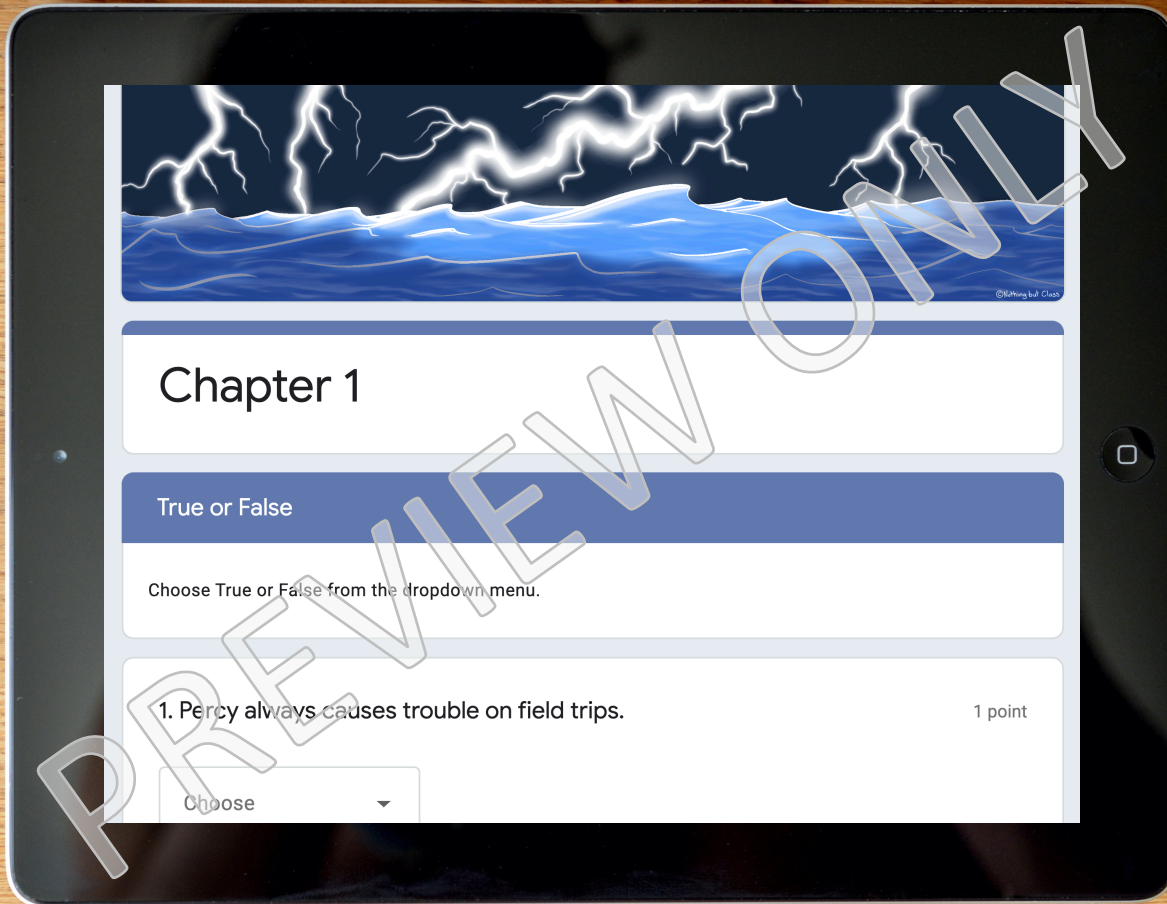 ©Nothing but Class
Chapter 1
True or False
Choose True or False from the dropdown menu.
1. Percy always causes trouble on field trips.
1 point
Choose
PREVIEW ONLY